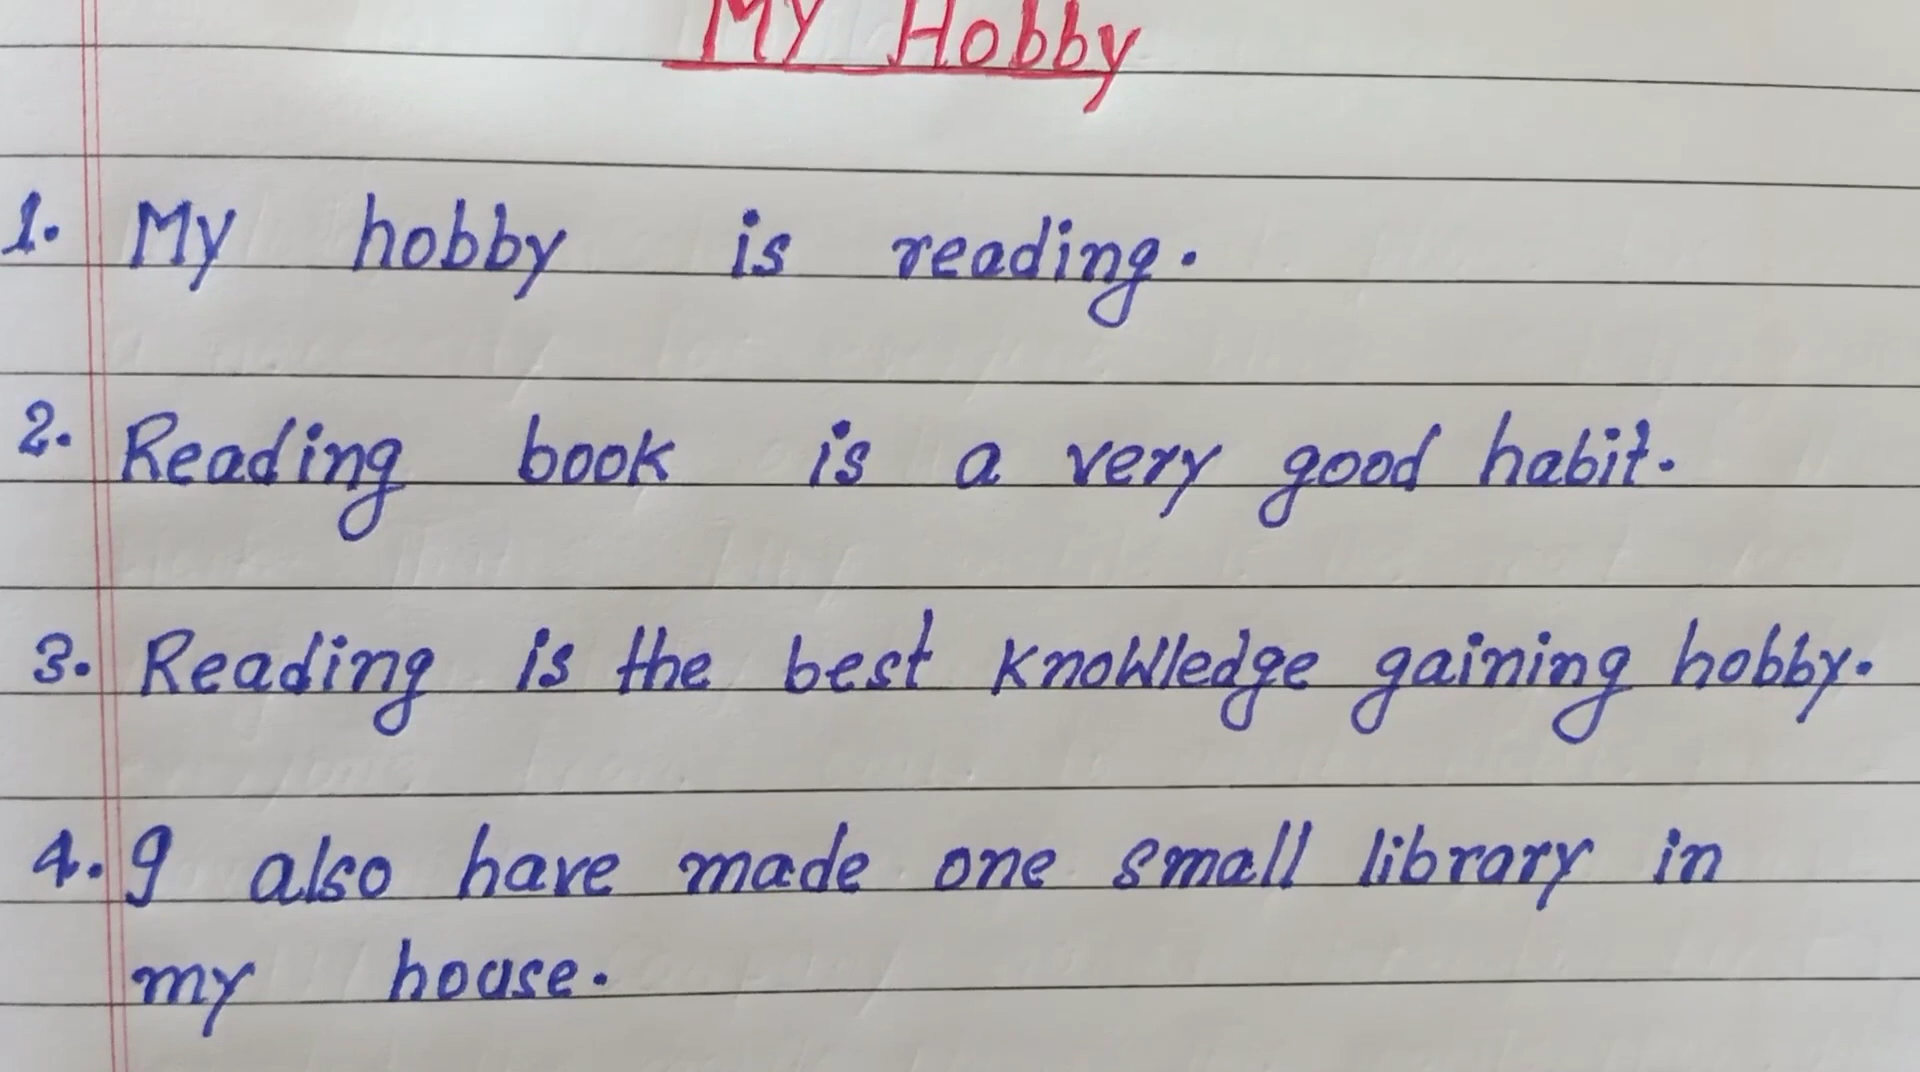 My Hobby
1. My hobby is reading.
2. Reading book is a very good habit.
3. Reading is the best knowledge gaining hobby.
4. I also have made one small library in
my house.